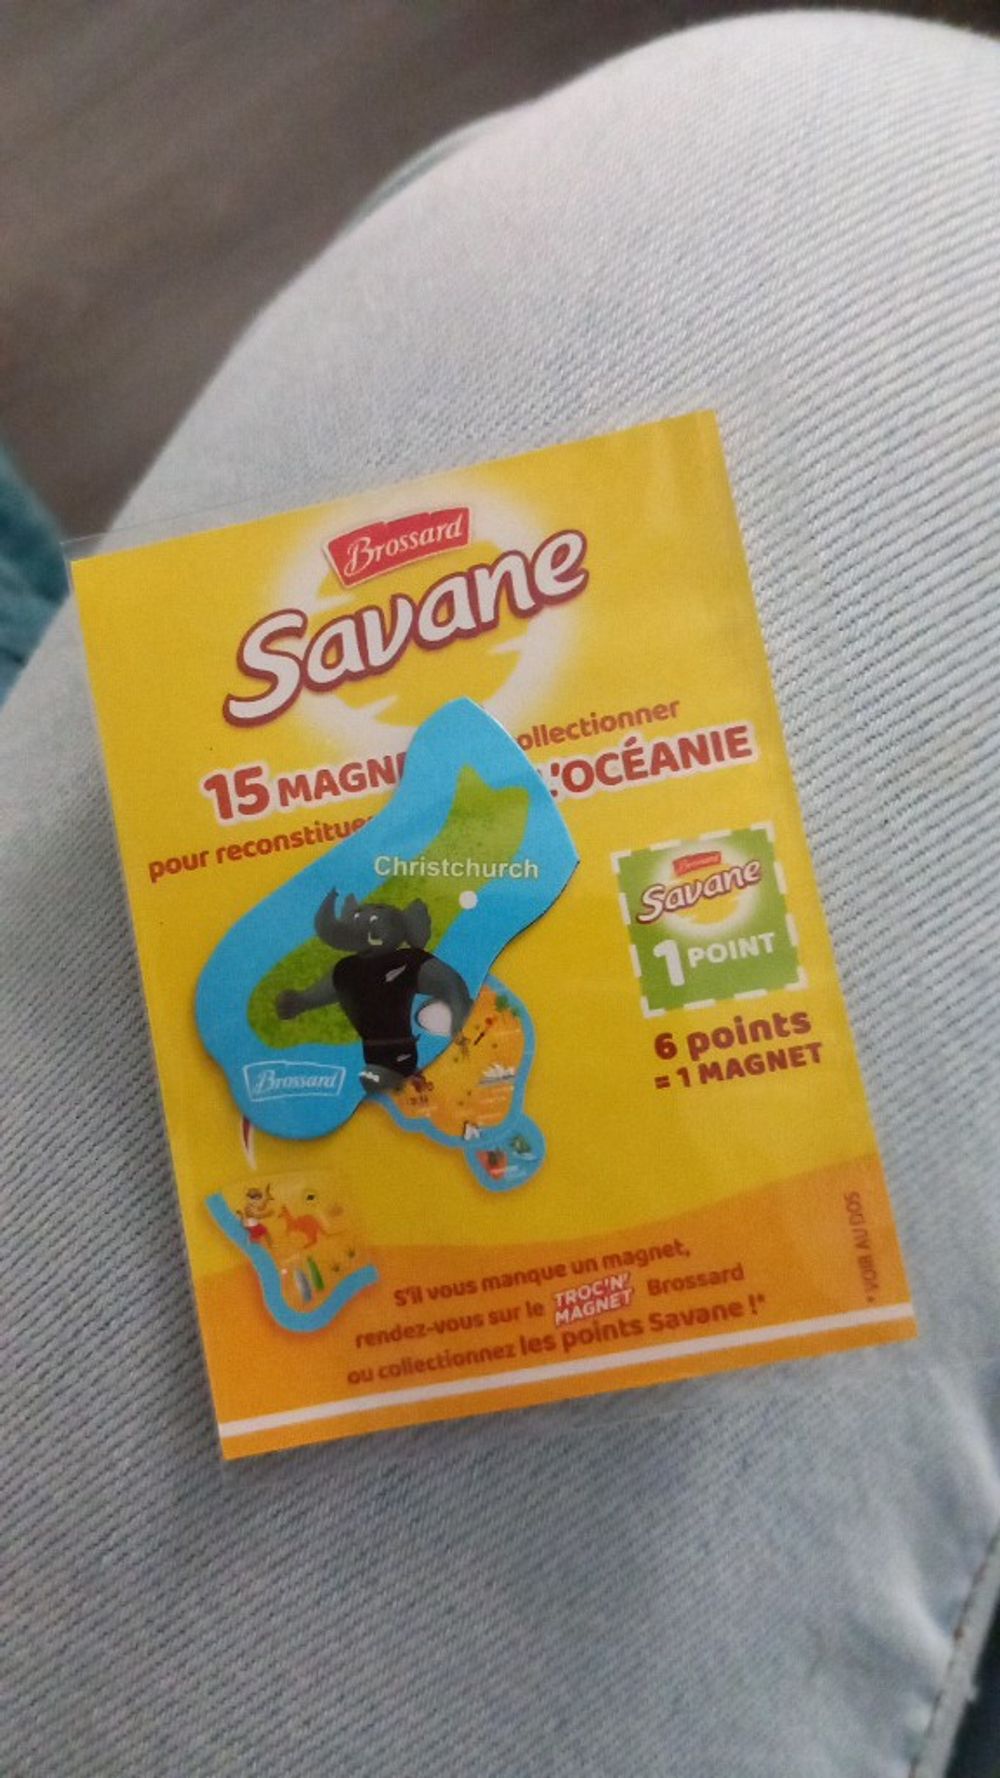 Brossard
Savane
ollectionner
15 MAGN L'OCÉANIE
pour reconstitue
Christchurch
Brossard
Brossard
Savane
1 POINT
6 points
= 1 MAGNET
S'il vous manque un magnet,
rendez-vous sur le TROC'N' MAGNET Brossard
ou collectionnez les points Savane !*
* VOIR AU DOS